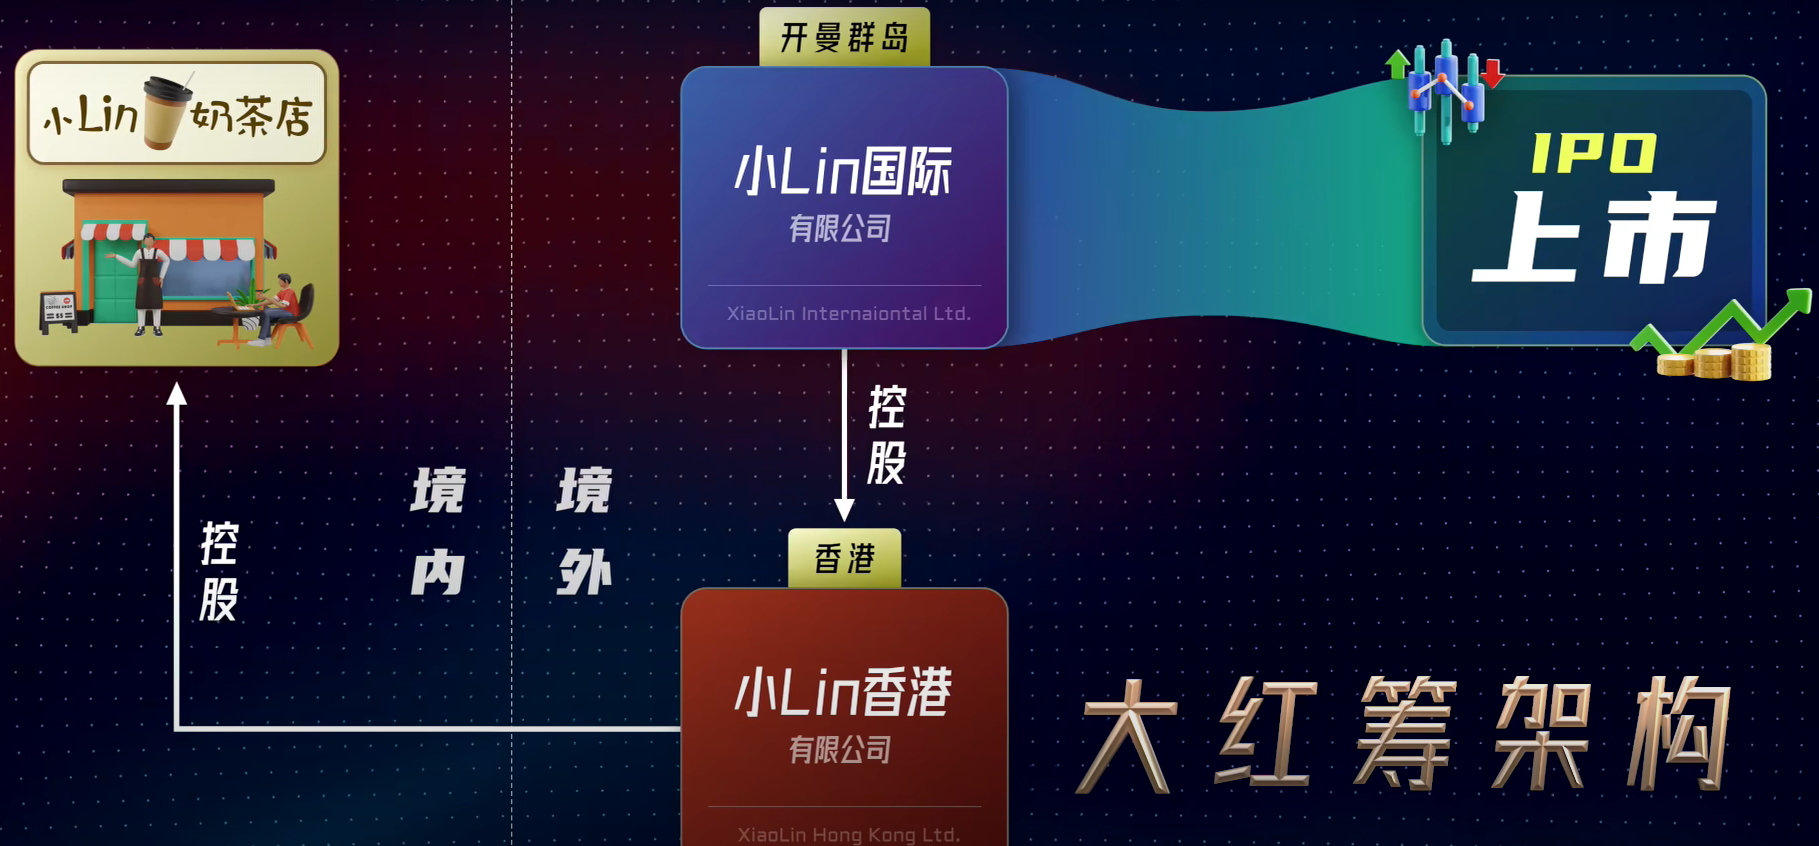 小Lin奶茶店
开曼群岛
小Lin国际
有限公司
XiaoLin Internaiontal Ltd.
IPO
上市
控股
境内
境外
控股
香港
小Lin香港
有限公司
XiaoLin Hong Kong Ltd.
大红筹架构